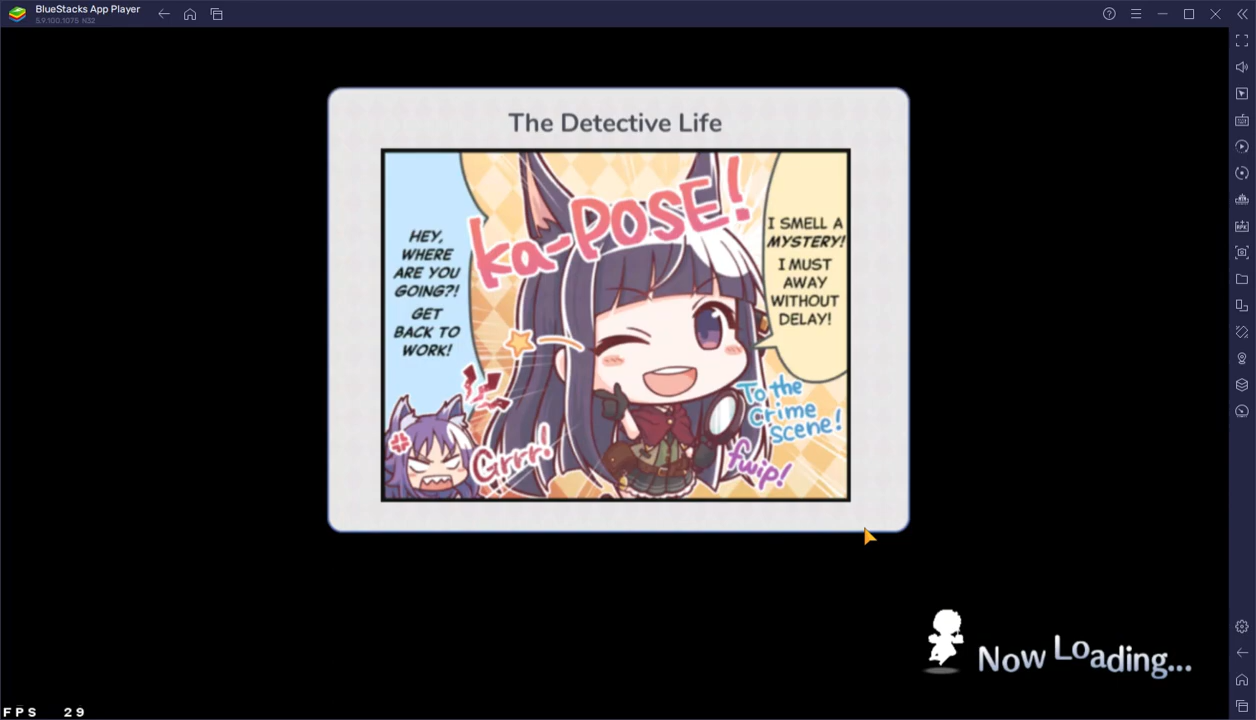 BlueStacks App Player
5.9.100.1075 N32
The Detective Life
ka-POSE!
HEY,
WHERE
ARE YOU
GOING?!
GET
BACK TO
WORK!
I SMELL A
MYSTERY!
I MUST
AWAY
WITHOUT
DELAY!
To the
Crime
Scene!
Grrr!
fwip!
Now Loading...
FPS 29